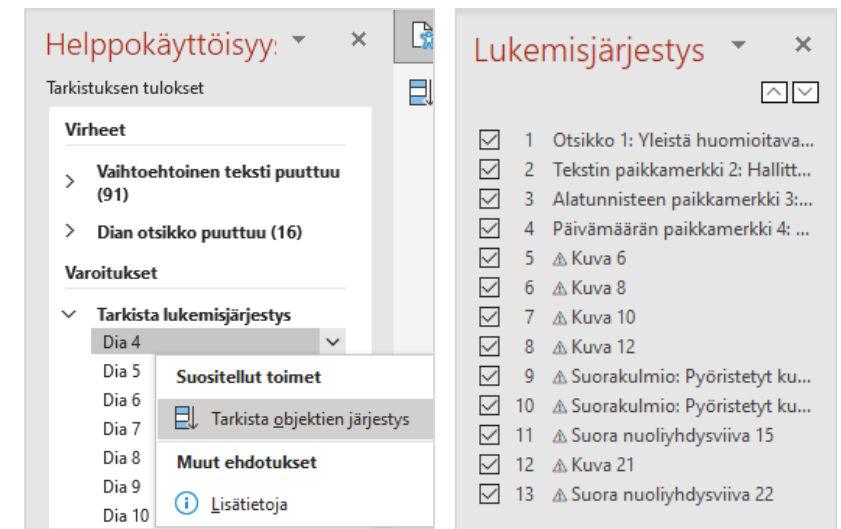 Helppokäyttöisyy
Tarkistuksen tulokset
Virheet
Vaihtoehtoinen teksti puuttuu
(91)
Dian otsikko puuttuu (16)
Varoitukset
Tarkista lukemisjärjestys
Dia 4
Dia 5
Dia 6
Dia 7
Dia 8
Dia 9
Dia 10
Suositellut toimet
Tarkista objektien järjestys
Muut ehdotukset
Lisätietoja
Lukemisjärjestys
1 Otsikko 1: Yleistä huomioitava...
2 Tekstin paikkamerkki 2: Hallitt...
3 Alatunnisteen paikkamerkki 3:...
4 Päivämäärän paikkamerkki 4: ...
5 Kuva 6
6 Kuva 8
7 Kuva 10
8 Kuva 12
9 Suorakulmio: Pyöristetyt ku...
10 Suorakulmio: Pyöristetyt ku...
11 Suora nuoliyhdysviiva 15
12 Kuva 21
13 Suora nuoliyhdysviiva 22